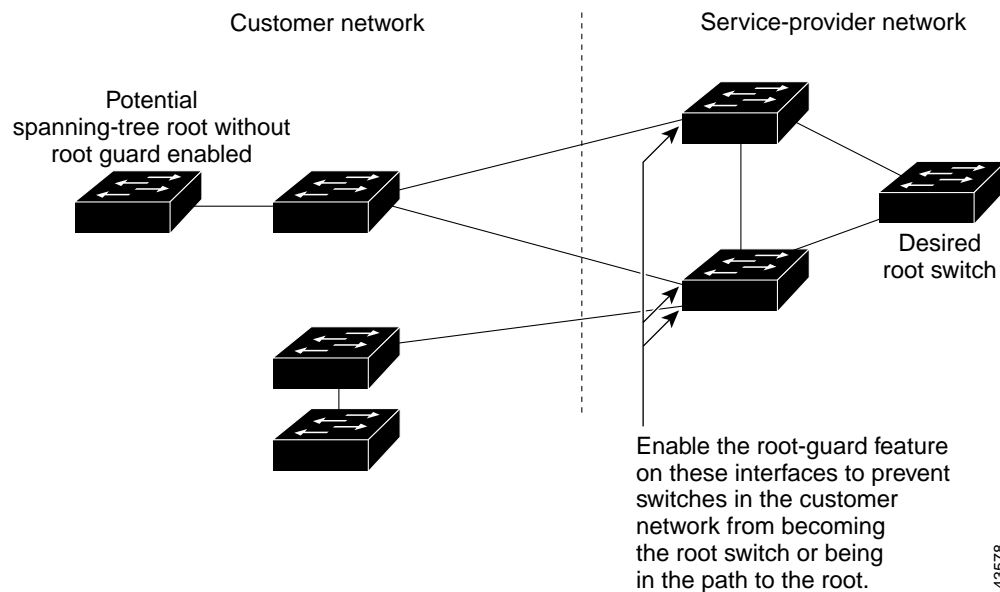 Customer network
Service-provider network
Potential
spanning-tree root without
root guard enabled
Desired
root switch
Enable the root-guard feature
on these interfaces to prevent
switches in the customer
network from becoming
the root switch or being
in the path to the root.
43578